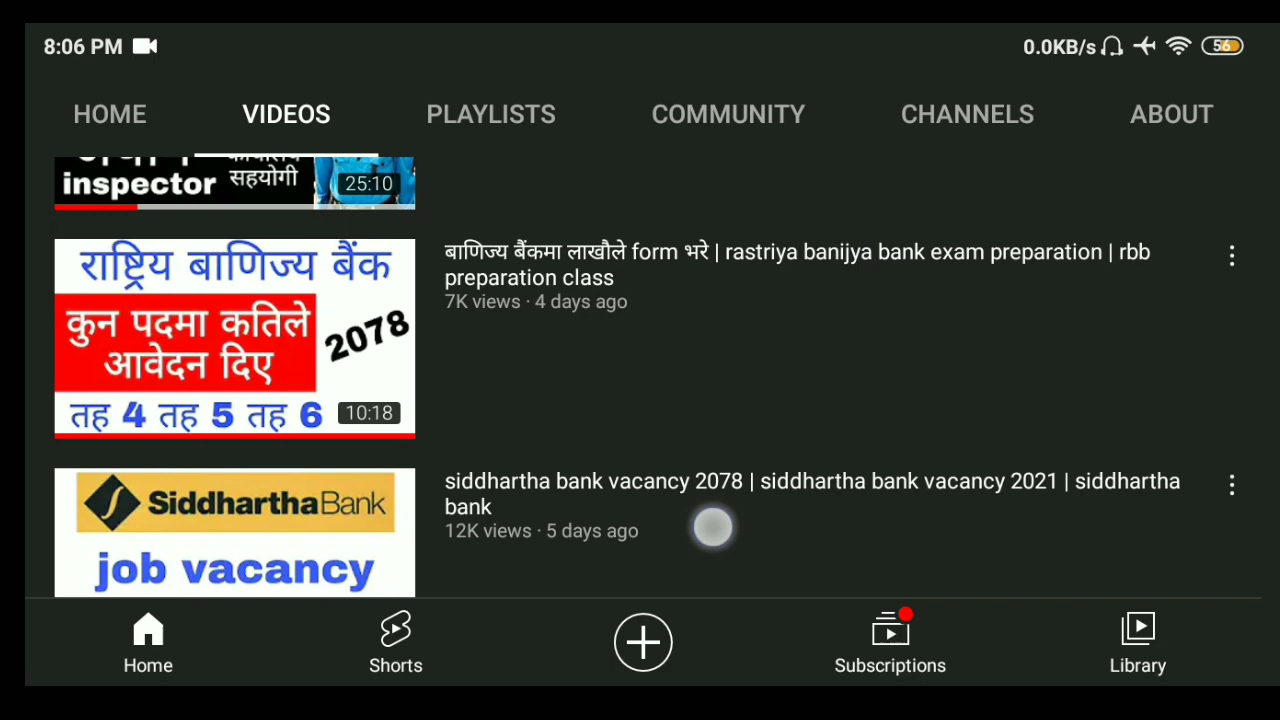 8:06 PM
0.0KB/s
56
HOME
VIDEOS
PLAYLISTS
COMMUNITY
CHANNELS
ABOUT
inspector सहयोगी
25:10
राष्ट्रिय बाणिज्य बैंक
कुन पदमा कतिले
आवेदन दिए
2078
तह 4 तह 5 तह 6
10:18
बाणिज्य बैंकमा लाखौले form भरे | rastriya banijya bank exam preparation | rbb
preparation class
7K views · 4 days ago
SiddharthaBank
job vacancy
siddhartha bank vacancy 2078 | siddhartha bank vacancy 2021 | siddhartha
bank
12K views · 5 days ago
Home
Shorts
Subscriptions
Library